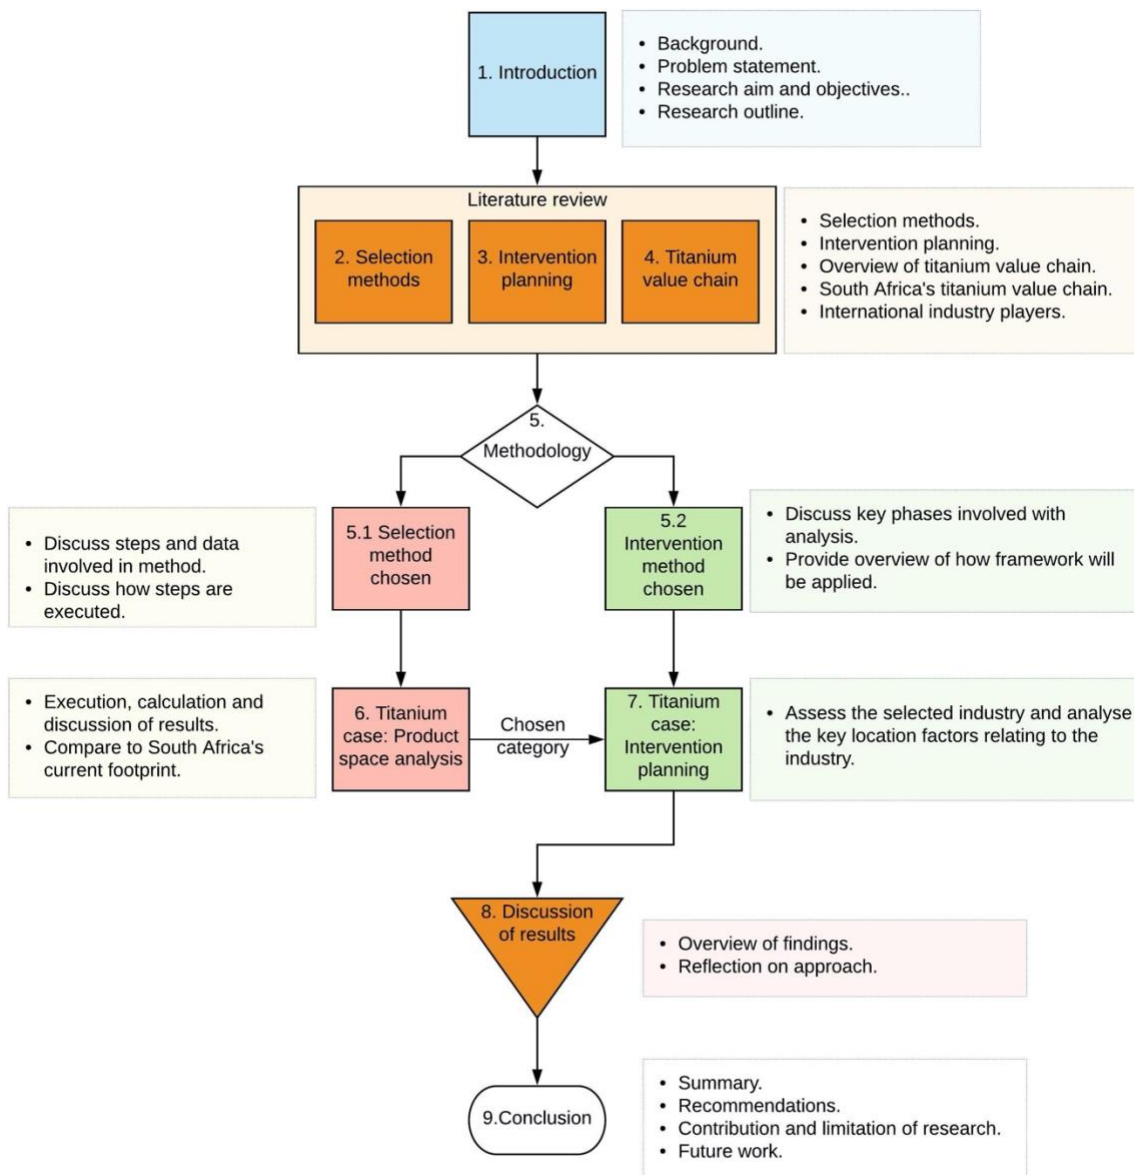 1. Introduction
• Background.
• Problem statement.
• Research aim and objectives..
• Research outline.
Literature review
2. Selection
methods
3. Intervention
planning
4. Titanium
value chain
• Selection methods.
• Intervention planning.
• Overview of titanium value chain.
• South Africa's titanium value chain.
• International industry players.
5.
Methodology
• Discuss steps and data
involved in method.
• Discuss how steps are
executed.
5.1 Selection
method
chosen
5.2
Intervention
method
chosen
• Discuss key phases involved with
analysis.
• Provide overview of how framework will
be applied.
• Execution, calculation and
discussion of results.
• Compare to South Africa's
current footprint.
6. Titanium
case: Product
space analysis
Chosen
category
7. Titanium
case:
Intervention
planning
• Assess the selected industry and analyse
the key location factors relating to the
industry.
8. Discussion
of results
• Overview of findings.
• Reflection on approach.
9.Conclusion
• Summary.
• Recommendations.
• Contribution and limitation of research.
• Future work.